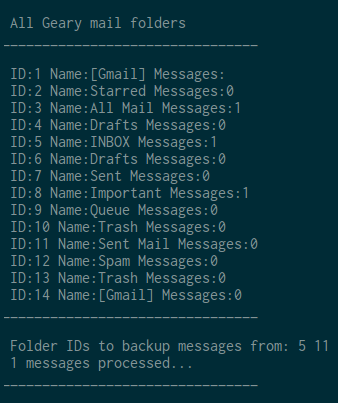 All Geary mail folders
ID:1 Name:[Gmail] Messages:
ID:2 Name:Starred Messages:0
ID:3 Name:All Mail Messages:1
ID:4 Name:Drafts Messages:0
ID:5 Name:INBOX Messages:1
ID:6 Name:Drafts Messages:0
ID:7 Name:Sent Messages:0
ID:8 Name:Important Messages:1
ID:9 Name:Queue Messages:0
ID:10 Name:Trash Messages:0
ID:11 Name:Sent Mail Messages:0
ID:12 Name:Spam Messages:0
ID:13 Name:Trash Messages:0
ID:14 Name:[Gmail] Messages:0
Folder IDs to backup messages from: 5 11
1 messages processed...